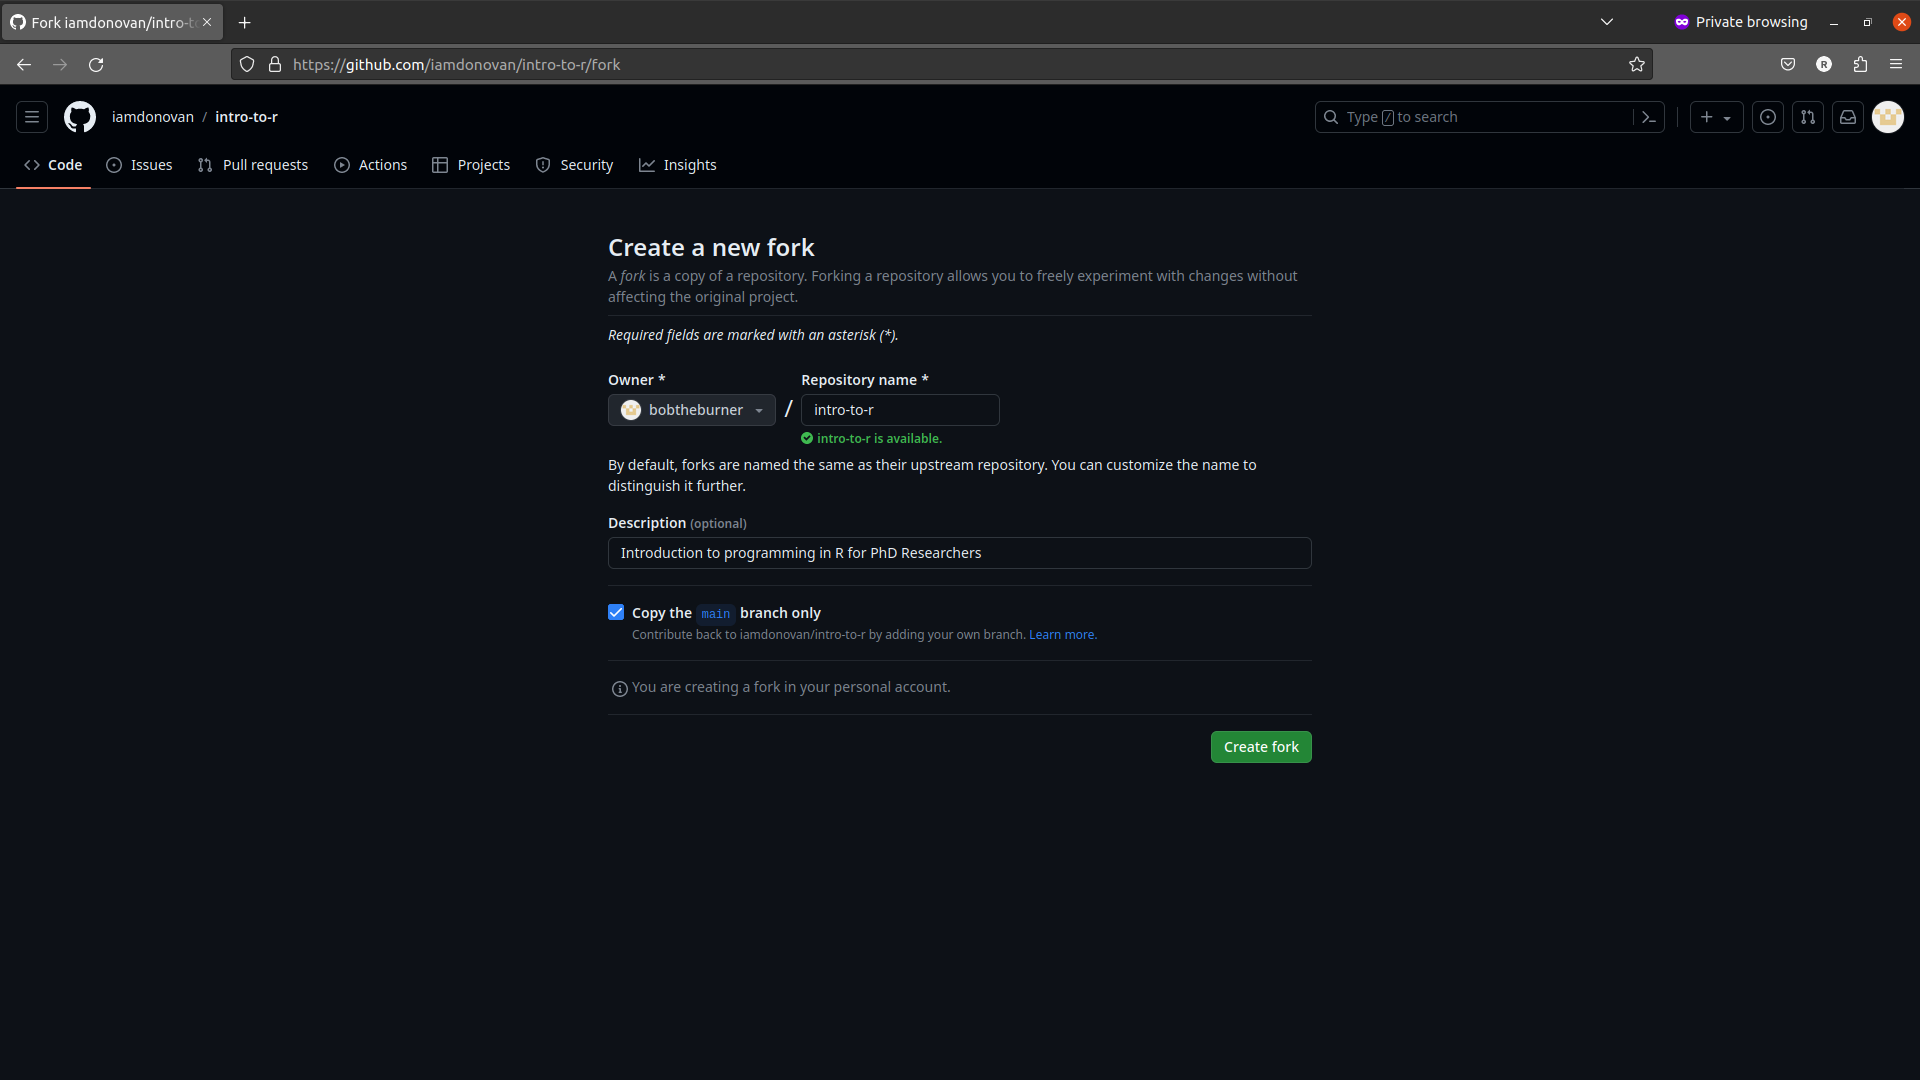 Fork iamdonovan/intro-t
Private browsing
https://github.com/iamdonovan/intro-to-r/fork
R
iamdonovan / intro-to-r
Type / to search
Code
Issues
Pull requests
Actions
Projects
Security
Insights
Create a new fork
A fork is a copy of a repository. Forking a repository allows you to freely experiment with changes without
affecting the original project.
Required fields are marked with an asterisk (*).
Owner *
Repository name *
bobtheburner
/
intro-to-r
intro-to-r is available.
By default, forks are named the same as their upstream repository. You can customize the name to
distinguish it further.
Description (optional)
Introduction to programming in R for PhD Researchers
Copy the main branch only
Contribute back to iamdonovan/intro-to-r by adding your own branch. Learn more.
You are creating a fork in your personal account.
Create fork